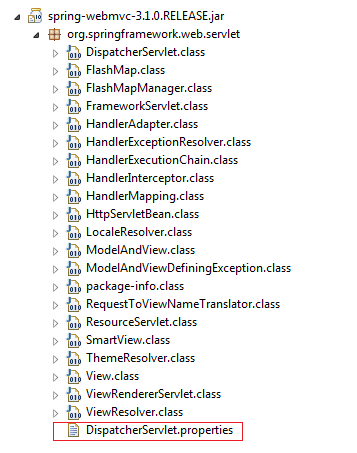 spring-webmvc-3.1.0.RELEASE.jar
org.springframework.web.servlet
DispatcherServlet.class
FlashMap.class
FlashMapManager.class
FrameworkServlet.class
HandlerAdapter.class
HandlerExceptionResolver.class
HandlerExecutionChain.class
HandlerInterceptor.class
HandlerMapping.class
HttpServletBean.class
LocaleResolver.class
ModelAndView.class
ModelAndViewDefiningException.class
package-info.class
RequestToViewNameTranslator.class
ResourceServlet.class
SmartView.class
ThemeResolver.class
View.class
ViewRendererServlet.class
ViewResolver.class
DispatcherServlet.properties